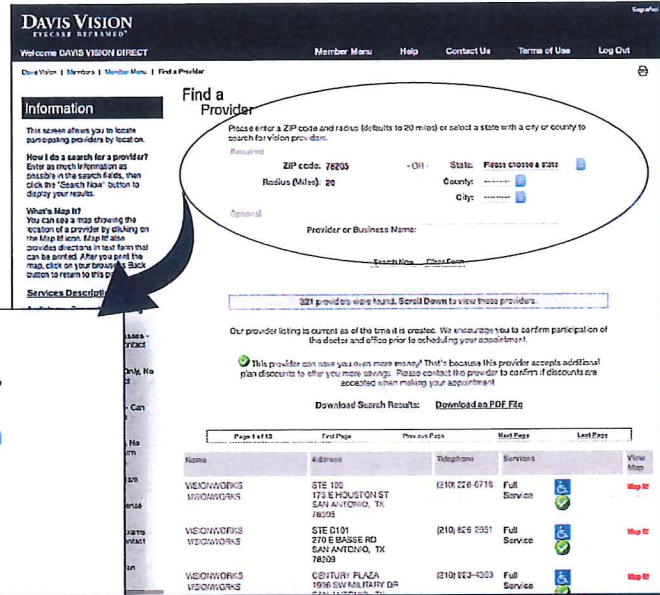 DAVIS VISION
EYECARE REFRAMED
Español
Welcome DAVIS VISION DIRECT
Member Menu Help Contact Us Terms of Use Log Out
Davis Vision | Members | Member Menu | Find a Provider
Information
This screen allows you to locate
participating providers by location.
How do I do a search for a provider?
Enter as much information as
possible in the search fields, then
click the "Search Now" button to
display your results.
What's Map It?
You can see a map showing the
location of a provider by clicking on
the Map It! icon. Map It! also
provides directions in text form that
can be printed. After you print the
map, click on your browser's Back
button to return to this p
Services Descripti
Find a
Provider
Please enter a ZIP code and radius (defaults to 20 miles) or select a state with a city or county to
search for vision providers.
Required
ZIP code: 78205 - OR - State: Please choose a state
Radius (Miles): 20 County: --------
City: --------
Optional
Provider or Business Name:
Search Now Clear Form
321 providers were found. Scroll Down to view these providers.
Our provider listing is current as of the time it is created. We encourage you to confirm participation of
the doctor and office prior to scheduling your appointment.
This provider can save you even more money! That's because this provider accepts additional
plan discounts to offer you more savings. Please contact the provider to confirm if discounts are
accepted when making your appointment
Download Search Results: Download as PDF File
Page 1 of 13 First Page Previous Page Next Page Last Page
Name Address Telephone Services View
Map
VISIONWORKS STE 100 (210) 228-0716 Full Map It!
VISIONWORKS 173 E HOUSTON ST Service
SAN ANTONIO, TX
78205
VISIONWORKS STE D101 (210) 826-2951 Full Map It!
VISIONWORKS 270 E BASSE RD Service
SAN ANTONIO, TX
78209
VISIONWORKS CENTURY PLAZA (210) 923-4303 Full Map It!
VISIONWORKS 1936 SW MILITARY DR Service
SAN ANTONIO, TX